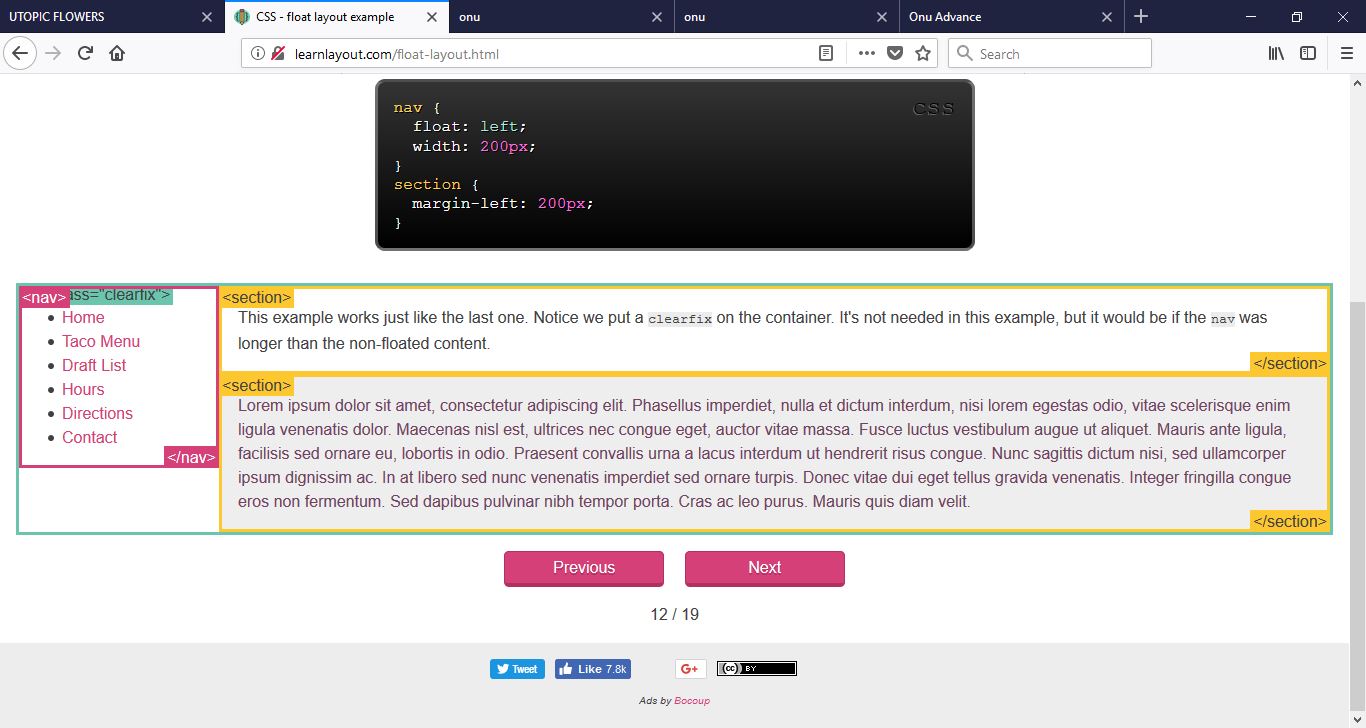 UTOPIC FLOWERS
CSS - float layout example
onu
onu
Onu Advance
learnlayout.com/float-layout.html
Search
CSS
nav {
float: left;
width: 200px;
}
section {
margin-left: 200px;
}
<nav> ass="clearfix">
Home
Taco Menu
Draft List
Hours
Directions
Contact
</nav>
<section>
This example works just like the last one. Notice we put a clearfix on the container. It's not needed in this example, but it would be if the nav was
longer than the non-floated content.
</section>
<section>
Lorem ipsum dolor sit amet, consectetur adipiscing elit. Phasellus imperdiet, nulla et dictum interdum, nisi lorem egestas odio, vitae scelerisque enim
ligula venenatis dolor. Maecenas nisl est, ultrices nec congue eget, auctor vitae massa. Fusce luctus vestibulum augue ut aliquet. Mauris ante ligula,
facilisis sed ornare eu, lobortis in odio. Praesent convallis urna a lacus interdum ut hendrerit risus congue. Nunc sagittis dictum nisi, sed ullamcorper
ipsum dignissim ac. In at libero sed nunc venenatis imperdiet sed ornare turpis. Donec vitae dui eget tellus gravida venenatis. Integer fringilla congue
eros non fermentum. Sed dapibus pulvinar nibh tempor porta. Cras ac leo purus. Mauris quis diam velit.
</section>
Previous
Next
12 / 19
Tweet
Like 7.8k
G+
cc BY
Ads by Bocoup